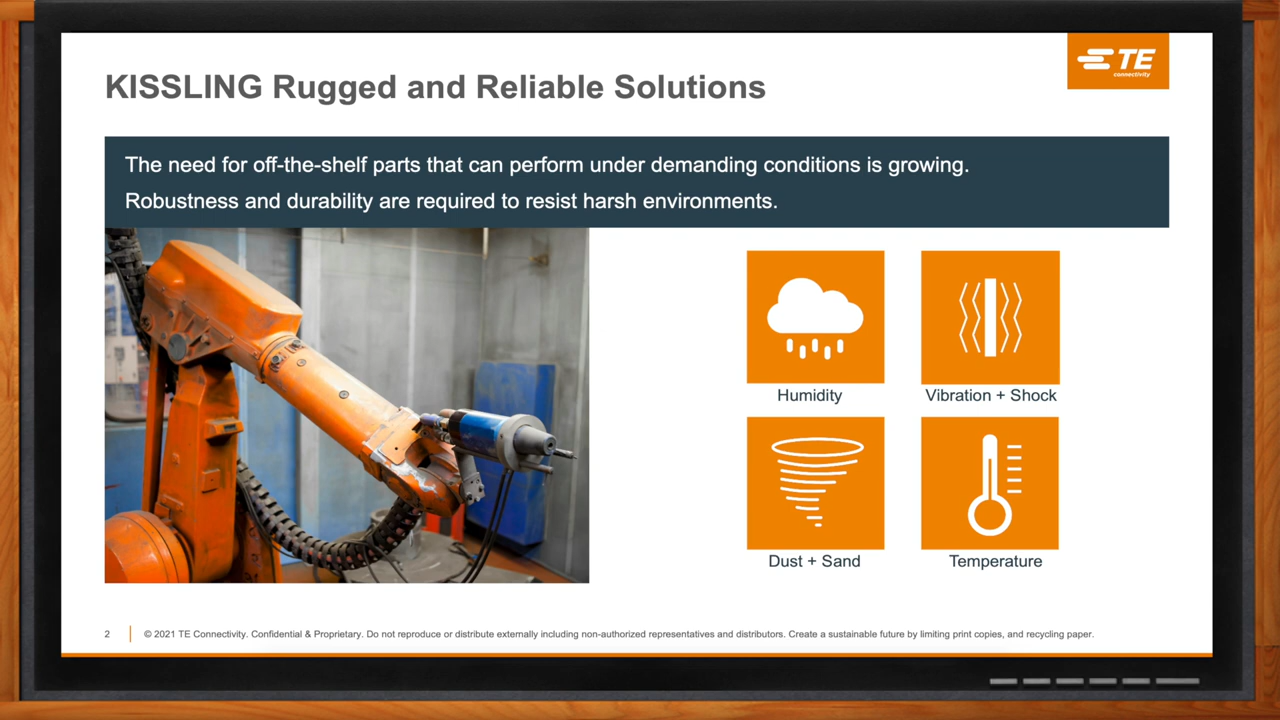 TE
connectivity
KISSLING Rugged and Reliable Solutions
The need for off-the-shelf parts that can perform under demanding conditions is growing.
Robustness and durability are required to resist harsh environments.
Humidity
Vibration + Shock
Dust + Sand
Temperature
2
© 2021 TE Connectivity. Confidential & Proprietary. Do not reproduce or distribute externally including non-authorized representatives and distributors. Create a sustainable future by limiting print copies, and recycling paper.